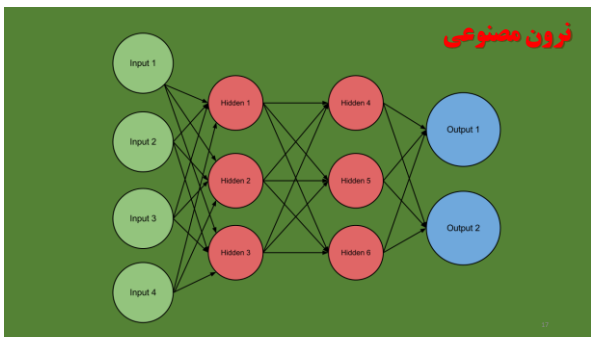 نرون مصنوعی
Input 1
Input 2
Input 3
Input 4
Hidden 1
Hidden 2
Hidden 3
Hidden 4
Hidden 5
Hidden 6
Output 1
Output 2